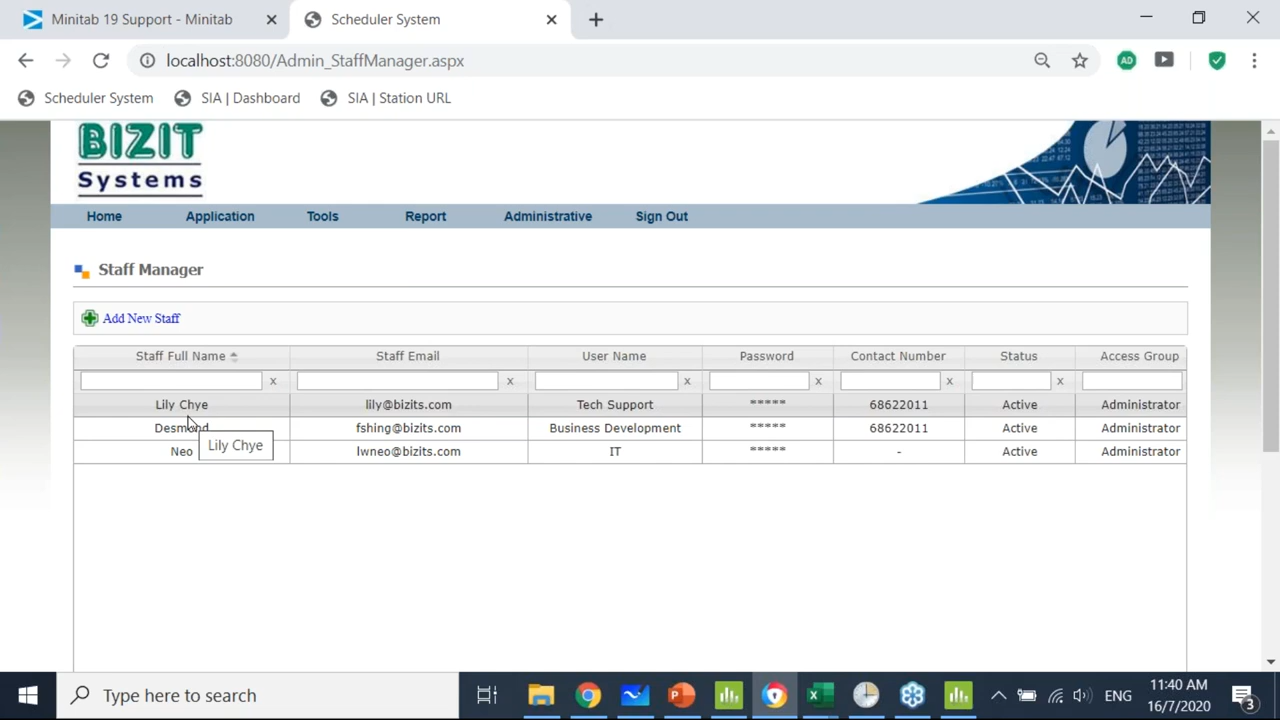 Minitab 19 Support - Minitab
Scheduler System
localhost:8080/Admin_StaffManager.aspx
AD
Scheduler System SIA | Dashboard SIA | Station URL
BIZIT
Systems
Home Application Tools Report Administrative Sign Out
Staff Manager
Add New Staff
Staff Full Name Staff Email User Name Password Contact Number Status Access Group
x x x x x x
Lily Chye lily@bizits.com Tech Support ***** 68622011 Active Administrator
Desmond fshing@bizits.com Business Development ***** 68622011 Active Administrator
Neo lwneo@bizits.com IT ***** - Active Administrator
Lily Chye
Type here to search
ENG
11:40 AM
16/7/2020
3